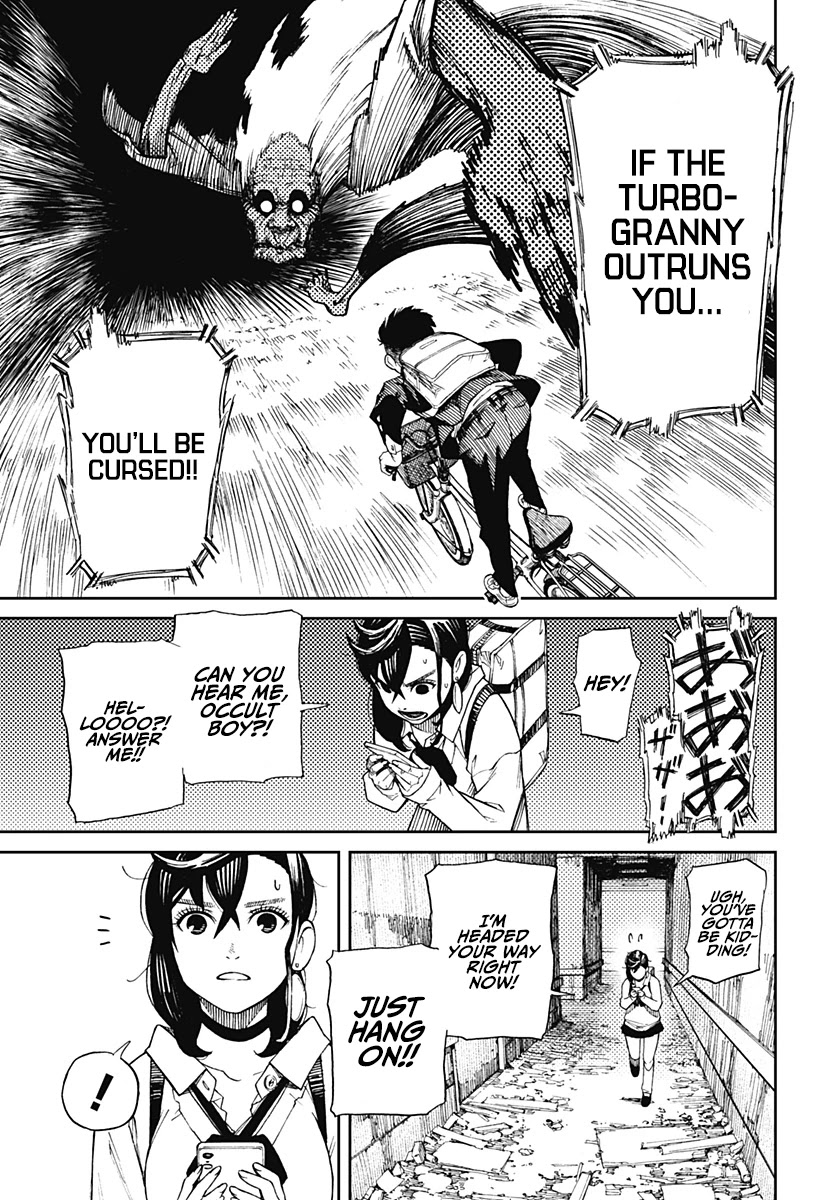 IF THE
TURBO-
GRANNY
OUTRUNS
YOU...
YOU'LL BE
CURSED!!
あ゙あ゙あ゙
ザザー
HEY!
CAN YOU
HEAR ME,
OCCULT
BOY?!
HEL-
LOOOO?!
ANSWER
ME!!
UGH,
YOU'VE
GOTTA
BE KID-
DING!
I'M
HEADED
YOUR WAY
RIGHT
NOW!
JUST
HANG
ON!!
!